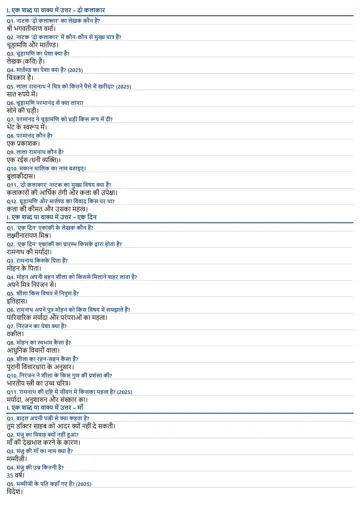 I. एक शब्द या वाक्य में उत्तर – दो कलाकार
Q1. नाटक 'दो कलाकार' का लेखक कौन है?
श्री भगवतीचरण वर्मा।
Q2. नाटक 'दो कलाकार' में कौन-कौन से मुख्य पात्र हैं?
चूड़ामणि और मार्तण्ड।
Q3. चूड़ामणि का पेशा क्या है?
लेखक (कवि) है।
Q4. मार्तण्ड का पेशा क्या है? (2025)
चित्रकार है।
Q5. लाला रामनाथ ने चित्र को कितने पैसे में खरीदा? (2025)
सात रुपये में।
Q6. चूड़ामणि परमानंद से क्या लाया?
सोने की घड़ी।
Q7. परमानंद ने चूड़ामणि को घड़ी किस रूप में दी?
भेंट के स्वरूप में।
Q8. परमानंद कौन है?
एक प्रकाशक।
Q9. लाला रामनाथ कौन है?
एक रईस (धनी व्यक्ति)।
Q10. मकान मालिक का नाम बताइए।
बुलाकीदास।
Q11. 'दो कलाकार' नाटक का मुख्य विषय क्या है?
कलाकारों की आर्थिक तंगी और कला की उपेक्षा।
Q12. चूड़ामणि और मार्तण्ड का विवाद किस पर था?
कला की कीमत और उसका महत्व।
I. एक शब्द या वाक्य में उत्तर – एक दिन
Q1. 'एक दिन' एकांकी के लेखक कौन है?
लक्ष्मीनारायण मिश्र।
Q2. 'एक दिन' एकांकी का प्रारम्भ किसके द्वारा होता है?
रामनाथ की मर्यादा।
Q3. रामनाथ किसके पिता है?
मोहन के पिता।
Q4. मोहन अपनी बहन शीला को किससे मिलाने शहर लाया है?
अपने मित्र निरंजन से।
Q5. शीला किस विषय में निपुण है?
इतिहास।
Q6. रामनाथ अपने पुत्र मोहन को किस विषय में समझाते हैं?
पारिवारिक मर्यादा और परंपराओं का महत्व।
Q7. निरंजन का पेशा क्या है?
वकील।
Q8. मोहन का स्वभाव कैसा है?
आधुनिक विचारों वाला।
Q9. शीला का रहन-सहन कैसा है?
पुरानी विचारधारा के अनुसार।
Q10. निरंजन ने शीला के किस गुण की प्रशंसा की?
भारतीय स्त्री का उच्च चरित्र।
Q11. रामनाथ की दृष्टि में जीवन में किसका महत्व है? (2025)
मर्यादा, अनुशासन और संस्कार का।
I. एक शब्द या वाक्य में उत्तर – माँ
Q1. बादल अपनी पत्नी से क्या कहता है?
तुम डॉक्टर साहब को आदर क्यों नहीं दे सकती।
Q2. मंजु का विवाह क्यों नहीं हुआ?
माँ की देखभाल करने के कारण।
Q3. मंजु की माँ का नाम क्या है?
मम्मीजी।
Q4. मंजु की उम्र कितनी है?
35 वर्ष।
Q5. मम्मीजी के पति कहाँ गए हैं? (2025)
विदेश।